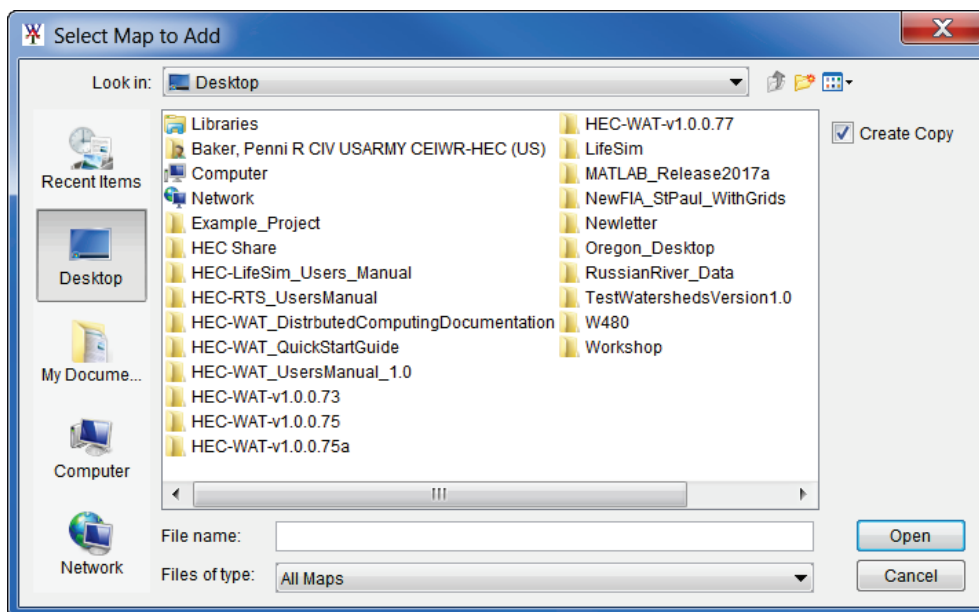 Select Map to Add
Look in:
Desktop
Recent Items
Desktop
My Docume...
Computer
Network
Libraries
Baker, Penni R CIV USARMY CEIWR-HEC (US)
Computer
Network
Example_Project
HEC Share
HEC-LifeSim_Users_Manual
HEC-RTS_UsersManual
HEC-WAT_DistrbutedComputingDocumentation
HEC-WAT_QuickStartGuide
HEC-WAT_UsersManual_1.0
HEC-WAT-v1.0.0.73
HEC-WAT-v1.0.0.75
HEC-WAT-v1.0.0.75a
HEC-WAT-v1.0.0.77
LifeSim
MATLAB_Release2017a
NewFIA_StPaul_WithGrids
Newletter
Oregon_Desktop
RussianRiver_Data
TestWatershedsVersion1.0
W480
Workshop
Create Copy
File name:
Open
Files of type:
All Maps
Cancel